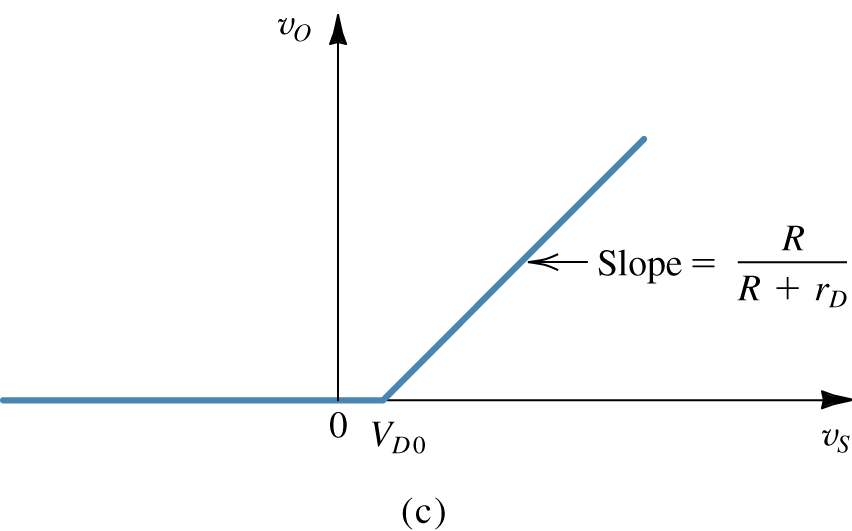 v_O
Slope = R / (R + r_D)
0
V_D0
v_S
(c)